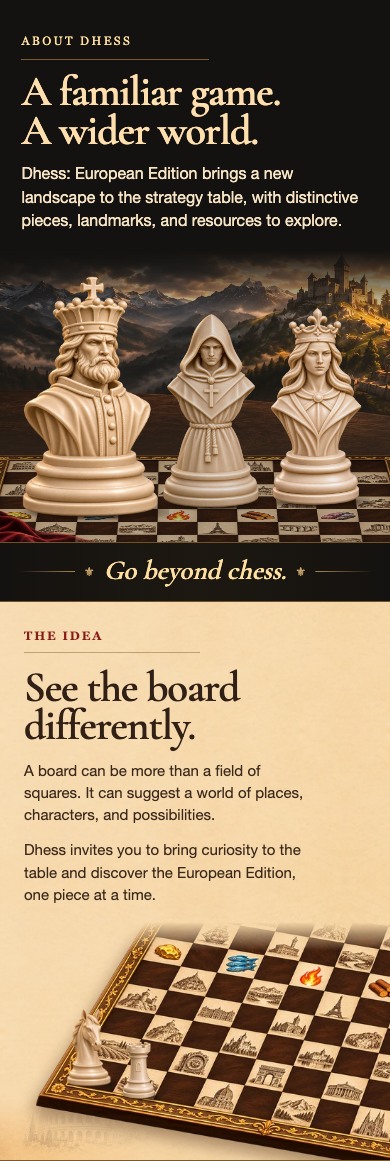 ABOUT DHESS
A familiar game.
A wider world.
Dhess: European Edition brings a new
landscape to the strategy table, with distinctive
pieces, landmarks, and resources to explore.
Go beyond chess.
THE IDEA
See the board
differently.
A board can be more than a field of
squares. It can suggest a world of places,
characters, and possibilities.
Dhess invites you to bring curiosity to the
table and discover the European Edition,
one piece at a time.